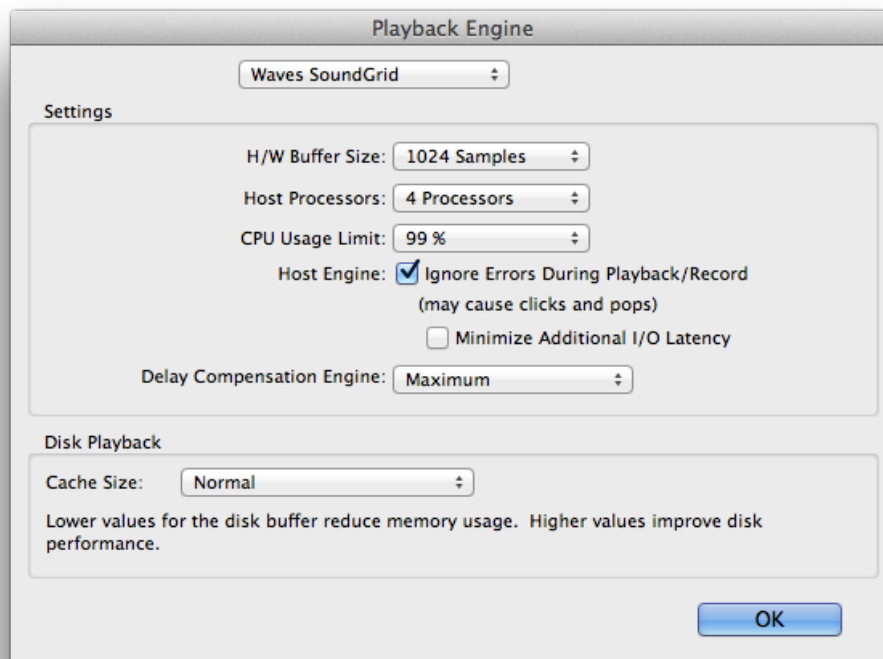 Playback Engine
Waves SoundGrid
Settings
H/W Buffer Size: 1024 Samples
Host Processors: 4 Processors
CPU Usage Limit: 99 %
Host Engine: Ignore Errors During Playback/Record
(may cause clicks and pops)
Minimize Additional I/O Latency
Delay Compensation Engine: Maximum
Disk Playback
Cache Size: Normal
Lower values for the disk buffer reduce memory usage. Higher values improve disk
performance.
OK